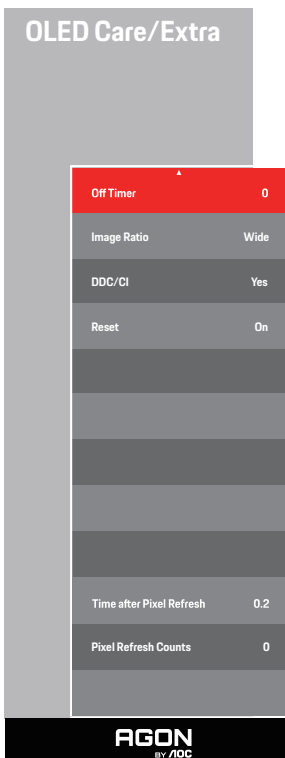 OLED Care/Extra
Off Timer 0
Image Ratio Wide
DDC/CI Yes
Reset On
Time after Pixel Refresh 0.2
Pixel Refresh Counts 0
AGON
BY AOC